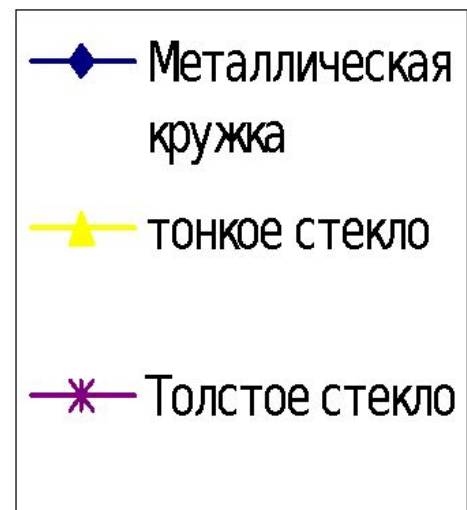 Металлическая
кружка
тонкое стекло
Толстое стекло